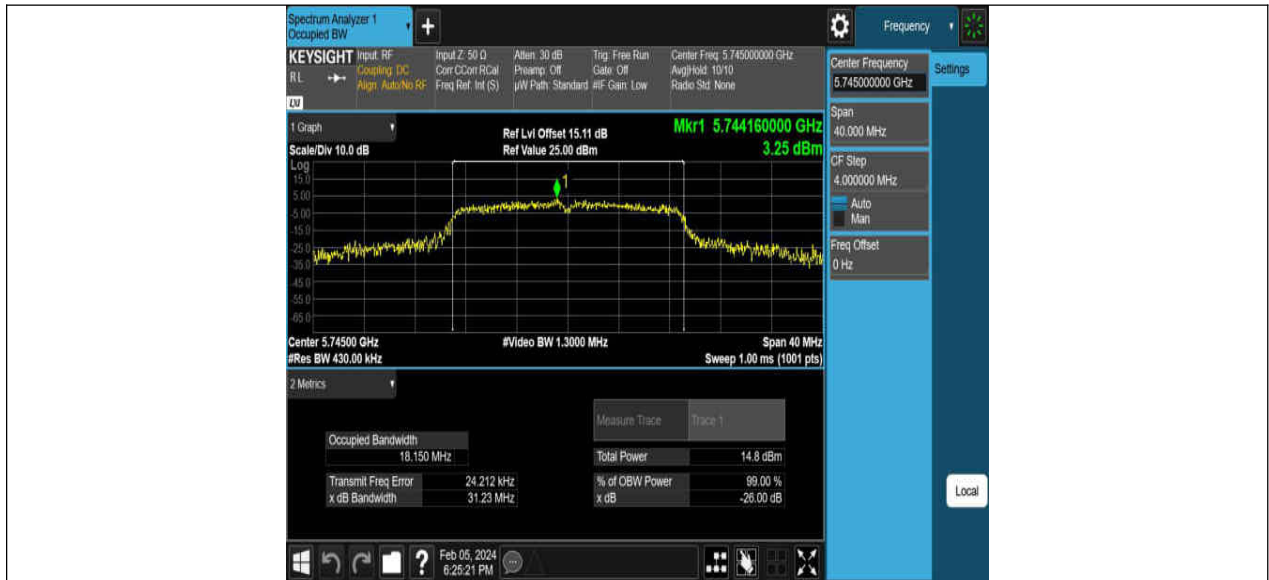 Spectrum Analyzer 1
Occupied BW
+
Frequency
KEYSIGHT
RL
LXI
Input: RF
Coupling: DC
Align: Auto/No RF
Input Z: 50 Ω
Corr CCorr RCal
Freq Ref: Int (S)
Atten: 30 dB
Preamp: Off
µW Path: Standard
Trig: Free Run
Gate: Off
#IF Gain: Low
Center Freq: 5.745000000 GHz
Avg|Hold: 10/10
Radio Std: None
Center Frequency
5.745000000 GHz
Settings
Span
40.000 MHz
CF Step
4.000000 MHz
Auto
Man
Freq Offset
0 Hz
1 Graph
Scale/Div 10.0 dB
Ref Lvl Offset 15.11 dB
Ref Value 25.00 dBm
Mkr1 5.744160000 GHz
3.25 dBm
Log
15.0
5.00
-5.00
-15.0
-25.0
-35.0
-45.0
-55.0
-65.0
1
Center 5.74500 GHz
#Res BW 430.00 kHz
#Video BW 1.3000 MHz
Span 40 MHz
Sweep 1.00 ms (1001 pts)
2 Metrics
Measure Trace Trace 1
Occupied Bandwidth
18.150 MHz
Total Power 14.8 dBm
Transmit Freq Error 24.212 kHz
% of OBW Power 99.00 %
x dB Bandwidth 31.23 MHz
x dB -26.00 dB
Local
?
Feb 05, 2024
6:25:21 PM